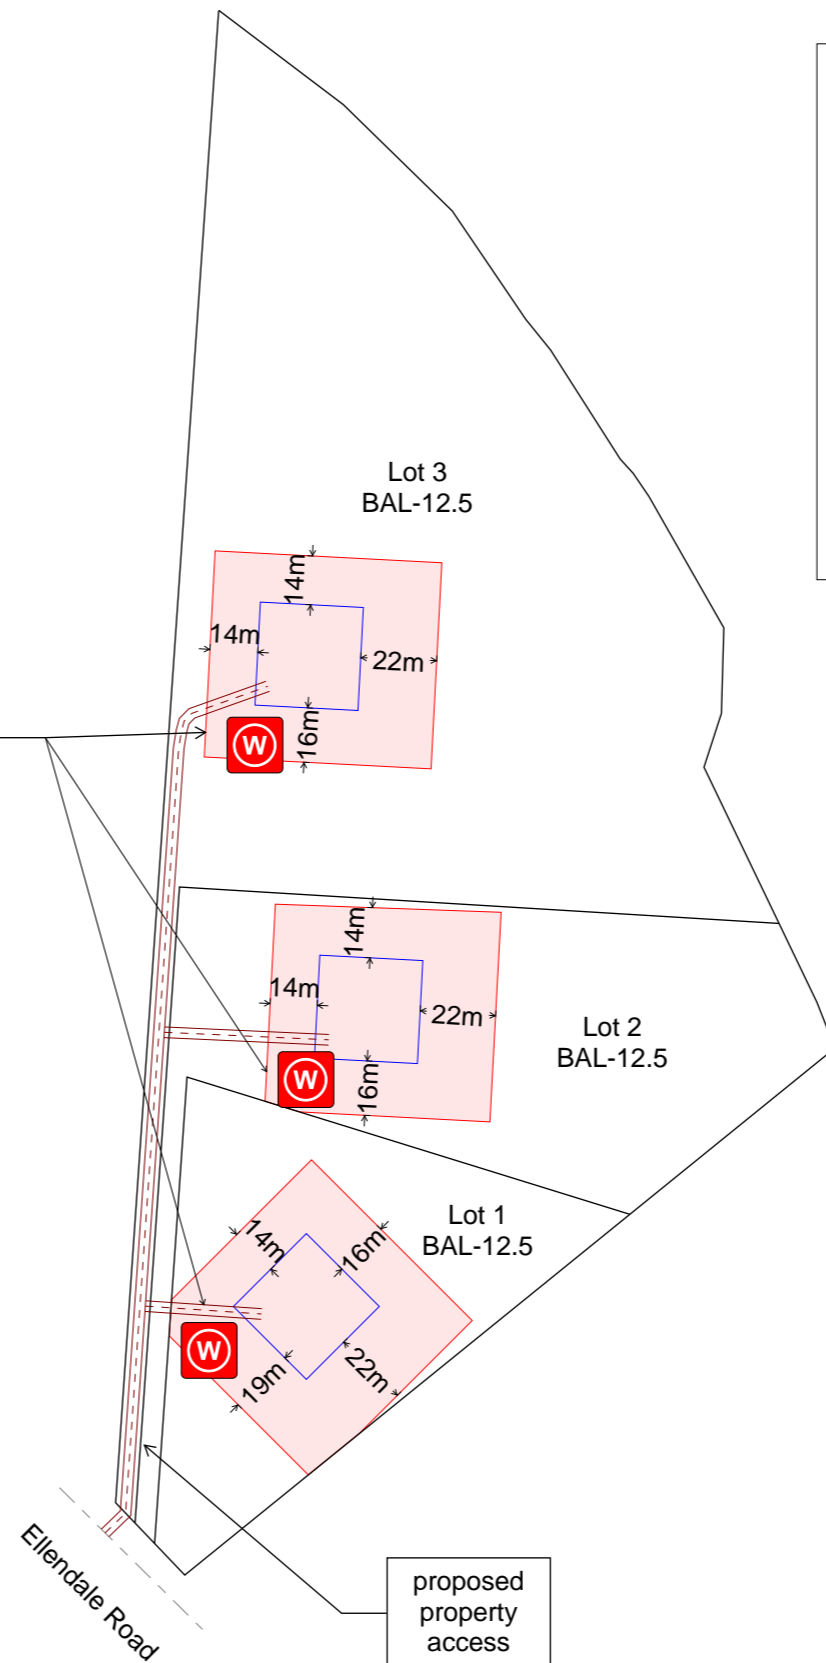 Lot 3
BAL-12.5
14m
14m
22m
16m
W
14m
14m
22m
Lot 2
BAL-12.5
16m
W
Lot 1
BAL-12.5
14m
16m
W
19m
22m
Ellendale Road
proposed
property
access